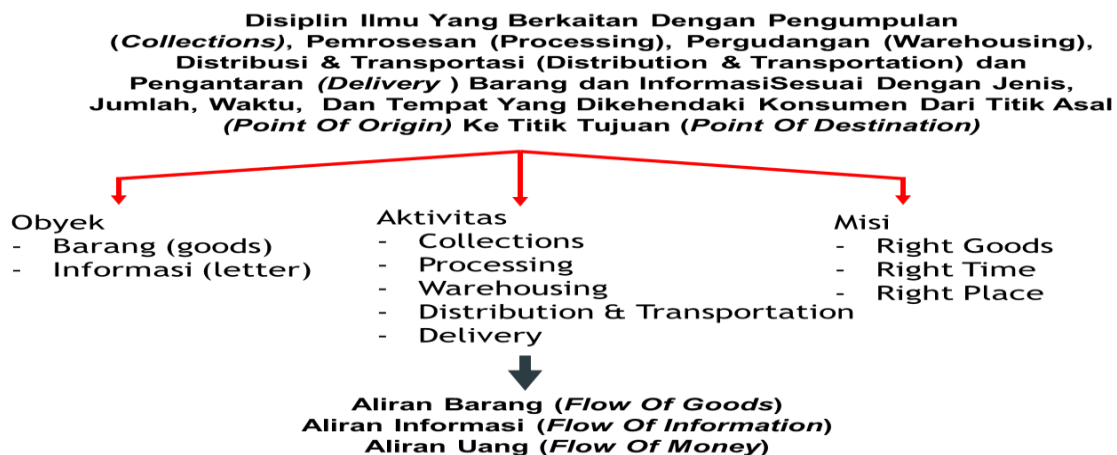 Disiplin Ilmu Yang Berkaitan Dengan Pengumpulan
(Collections), Pemrosesan (Processing), Pergudangan (Warehousing),
Distribusi & Transportasi (Distribution & Transportation) dan
Pengantaran (Delivery ) Barang dan InformasiSesuai Dengan Jenis,
Jumlah, Waktu, Dan Tempat Yang Dikehendaki Konsumen Dari Titik Asal
(Point Of Origin) Ke Titik Tujuan (Point Of Destination)
Obyek
- Barang (goods)
- Informasi (letter)
Aktivitas
- Collections
- Processing
- Warehousing
- Distribution & Transportation
- Delivery
Misi
- Right Goods
- Right Time
- Right Place
Aliran Barang (Flow Of Goods)
Aliran Informasi (Flow Of Information)
Aliran Uang (Flow Of Money)